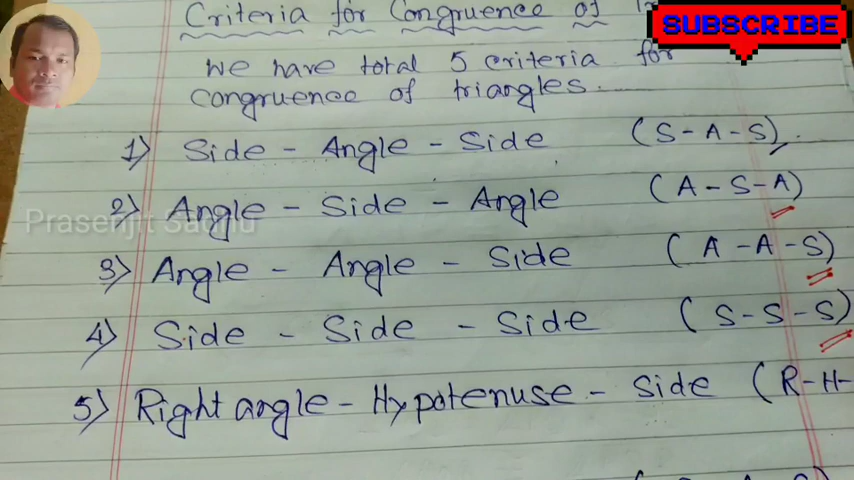 Criteria for Congruence of
SUBSCRIBE
We have total 5 criteria for
congruence of triangles.
1) Side - Angle - Side (S-A-S).
2) Angle - Side - Angle (A-S-A)
Prasenjit
3) Angle - Angle - Side (A-A-S)
4) Side - Side - Side (S-S-S)
5) Right angle - Hypotenuse - Side (R-H-